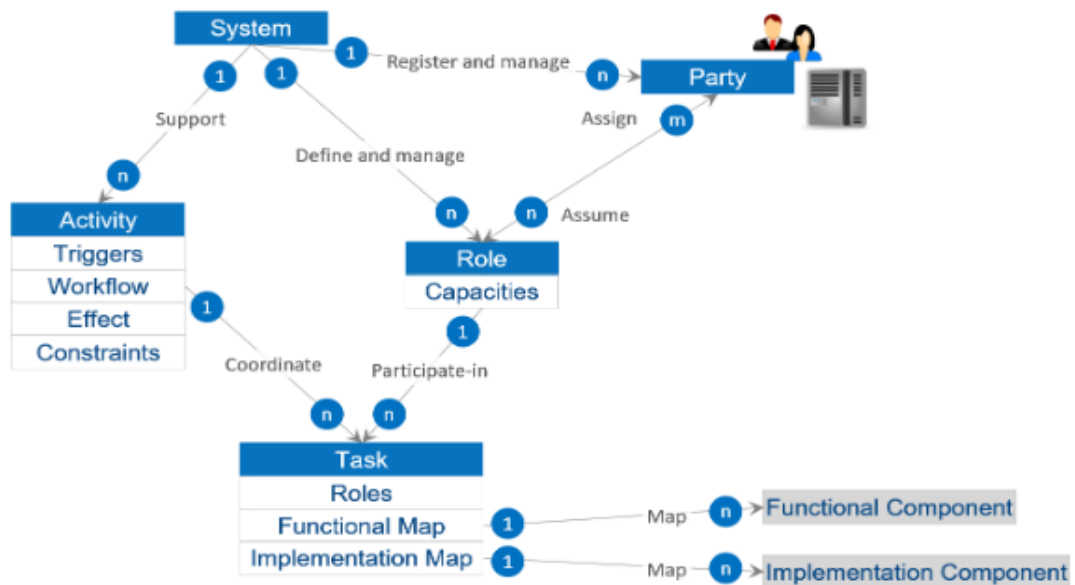 System
1
1
1
Register and manage
n
Party
Support
Assign
m
Define and manage
n
n
n
Assume
Activity
Triggers
Workflow
Effect
Constraints
Role
Capacities
1
1
Coordinate
Participate-in
n
n
Task
Roles
Functional Map
1
Map
n
Functional Component
Implementation Map
1
Map
n
Implementation Component